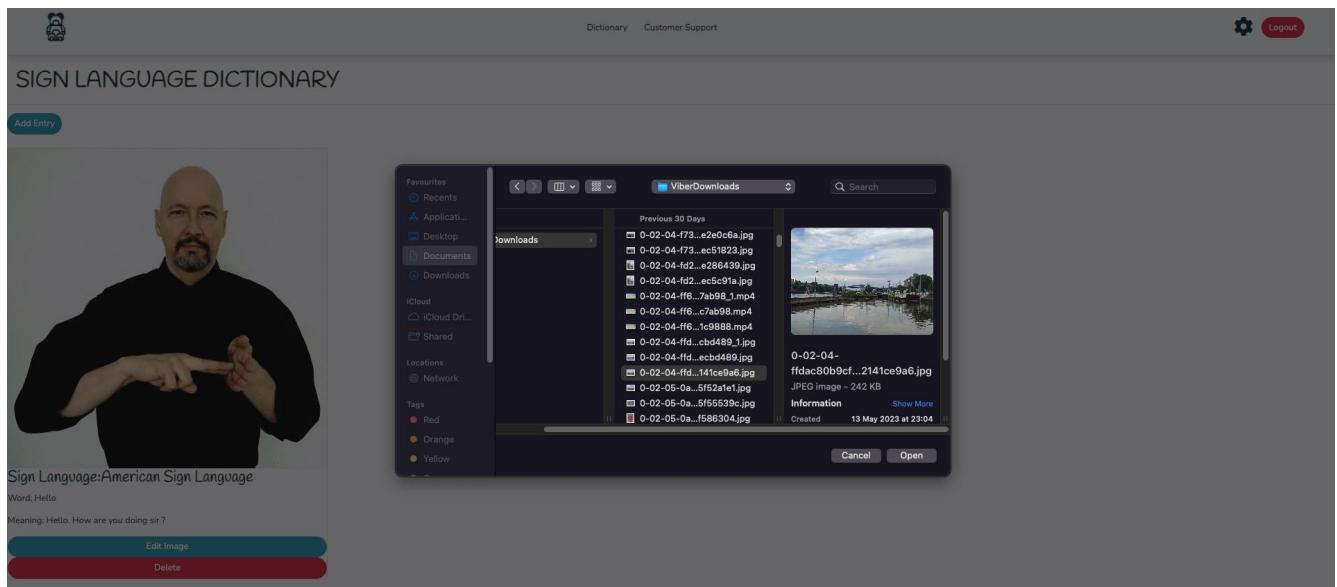 Dictionary Customer Support
Logout
SIGN LANGUAGE DICTIONARY
Add Entry
Sign Language:American Sign Language
Word: Hello
Meaning: Hello. How are you doing sir ?
Edit Image
Delete
Favourites
Recents
Applicati...
Desktop
Documents
Downloads
iCloud
iCloud Dri...
Shared
Locations
Network
Tags
Red
Orange
Yellow
ViberDownloads
Search
Downloads
Previous 30 Days
0-02-04-f73...e2e0c6a.jpg
0-02-04-f73...ec51823.jpg
0-02-04-fd2...e286439.jpg
0-02-04-fd2...ec5c91a.jpg
0-02-04-ff6...7ab98_1.mp4
0-02-04-ff6...c7ab98.mp4
0-02-04-ff6...1c9888.mp4
0-02-04-ffd...cbd489_1.jpg
0-02-04-ffd...ecbd489.jpg
0-02-04-ffd...141ce9a6.jpg
0-02-05-0a...5f52a1e1.jpg
0-02-05-0a...5f55539c.jpg
0-02-05-0a...f586304.jpg
0-02-04-
ffdac80b9cf...2141ce9a6.jpg
JPEG image - 242 KB
Information Show More
Created 13 May 2023 at 23:04
Cancel Open